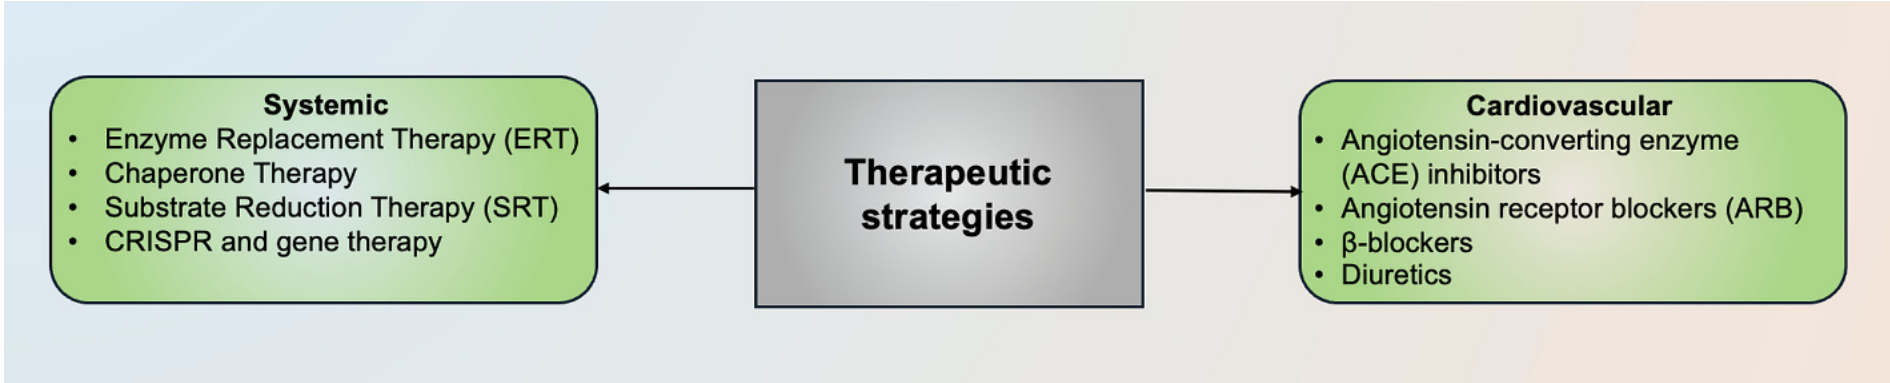 Systemic
• Enzyme Replacement Therapy (ERT)
• Chaperone Therapy
• Substrate Reduction Therapy (SRT)
• CRISPR and gene therapy
Therapeutic
strategies
Cardiovascular
• Angiotensin-converting enzyme
(ACE) inhibitors
• Angiotensin receptor blockers (ARB)
• β-blockers
• Diuretics